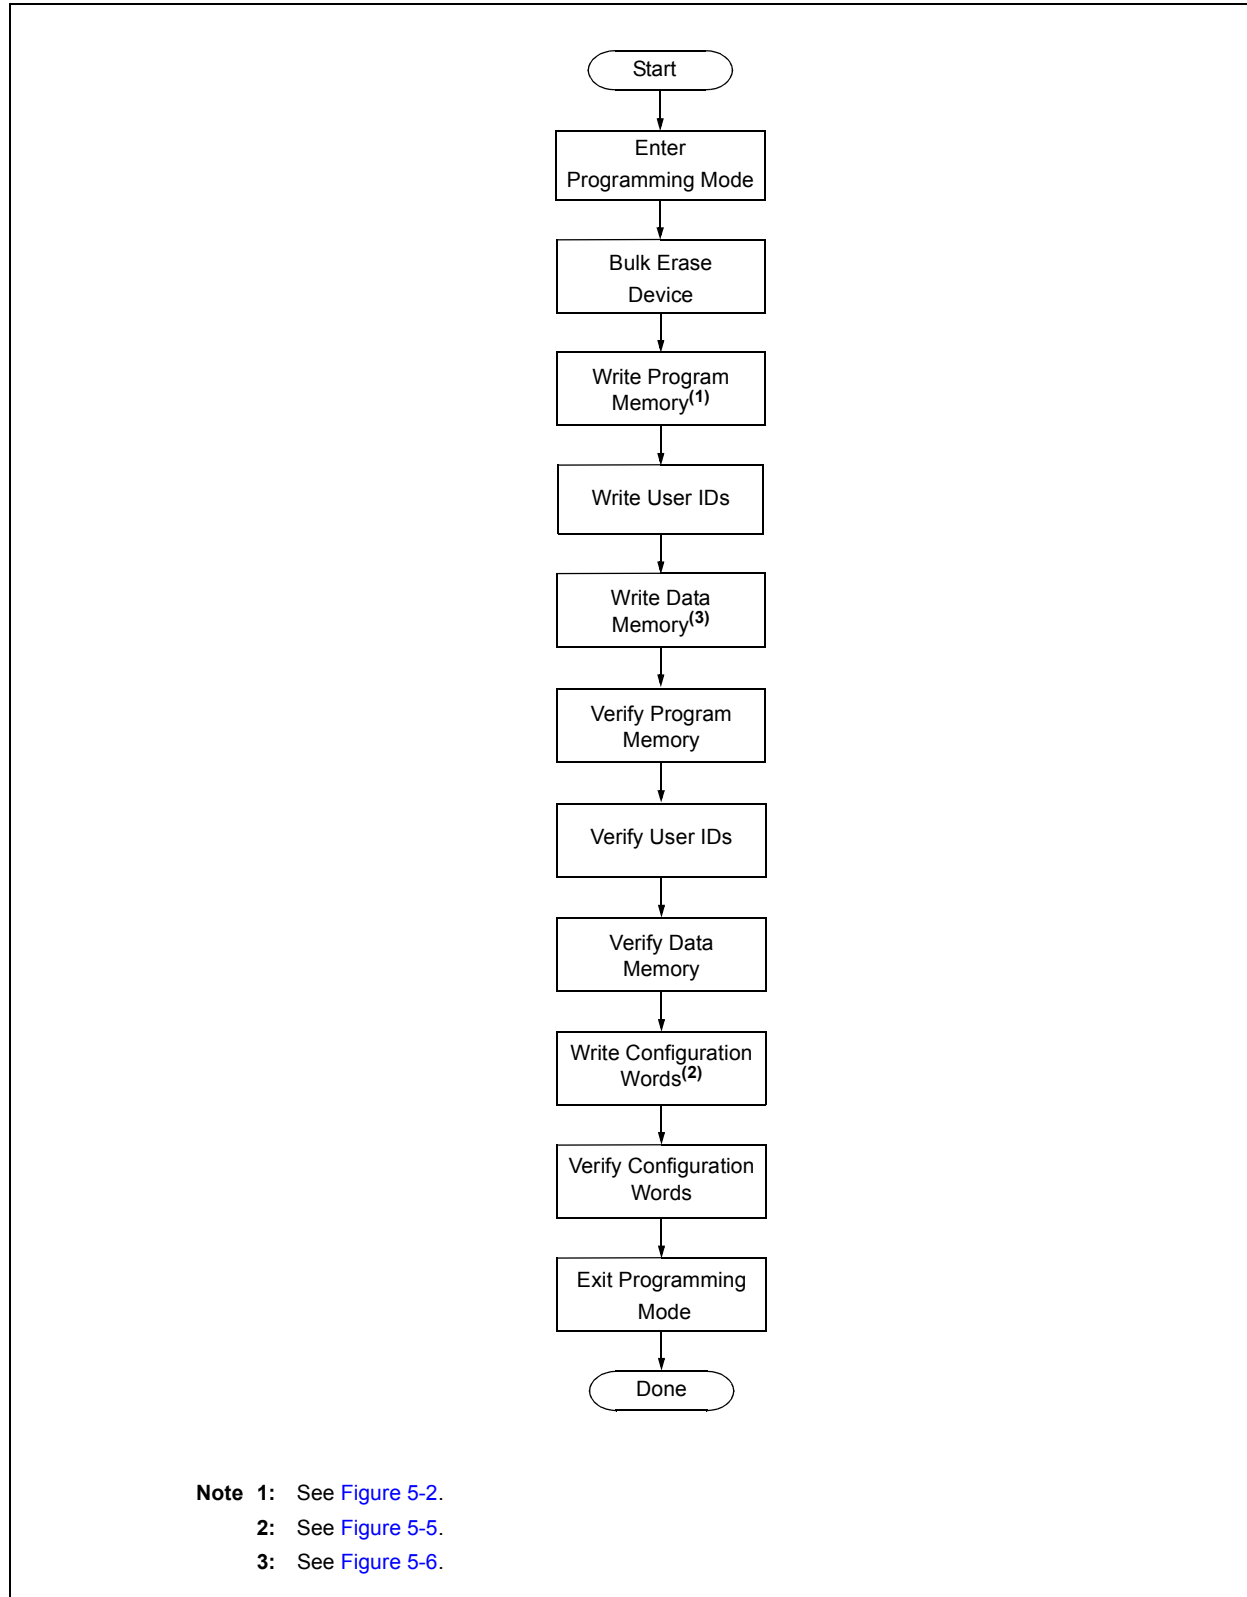 Start
Enter
Programming Mode
Bulk Erase
Device
Write Program
Memory(1)
Write User IDs
Write Data
Memory(3)
Verify Program
Memory
Verify User IDs
Verify Data
Memory
Write Configuration
Words(2)
Verify Configuration
Words
Exit Programming
Mode
Done
Note 1: See Figure 5-2.
2: See Figure 5-5.
3: See Figure 5-6.